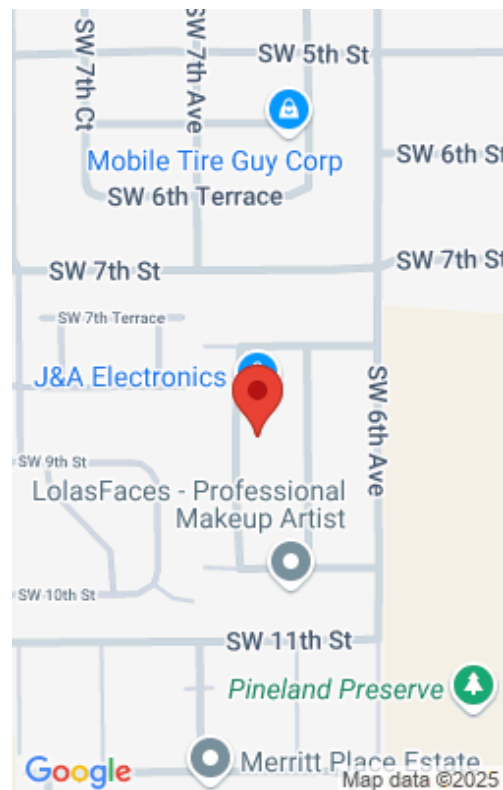 SW 5th St
SW 7th Ct
SW 7th Ave
Mobile Tire Guy Corp
SW 6th St
SW 6th Terrace
SW 7th St
SW 7th St
SW 7th Terrace
J&A Electronics
SW 6th Ave
SW 9th St
LolasFaces - Professional
Makeup Artist
SW 10th St
SW 11th St
Pineland Preserve
Merritt Place Estate
Google
Map data ©2025